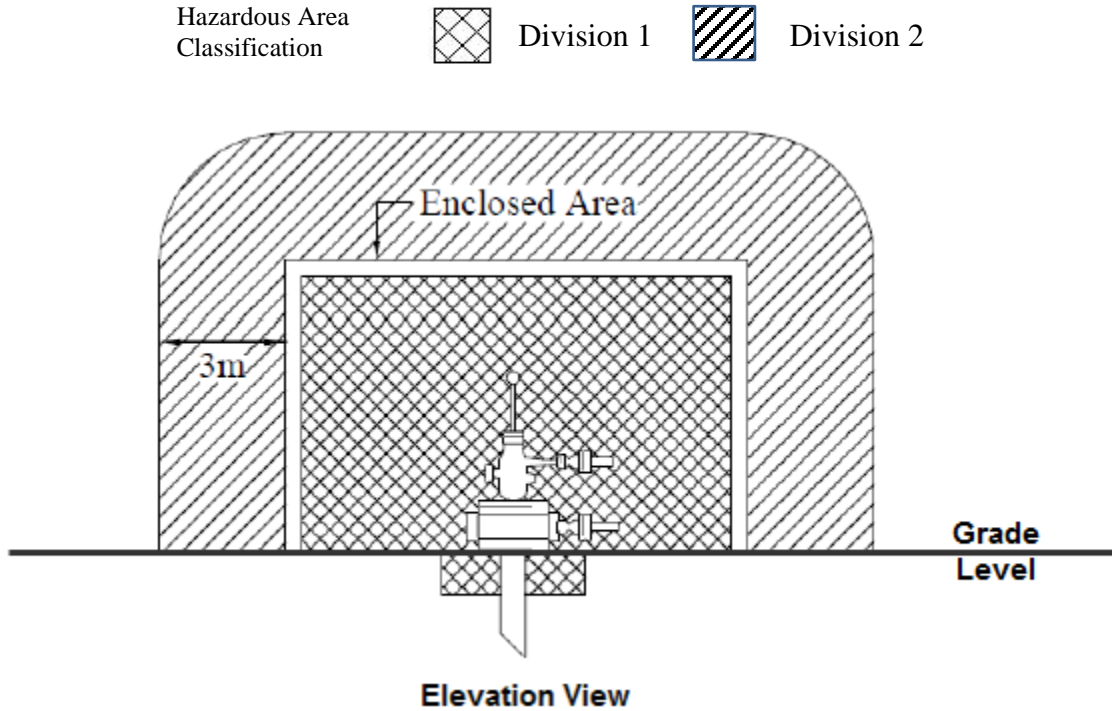 Hazardous Area
Classification
Division 1
Division 2
Enclosed Area
3m
Grade
Level
Elevation View